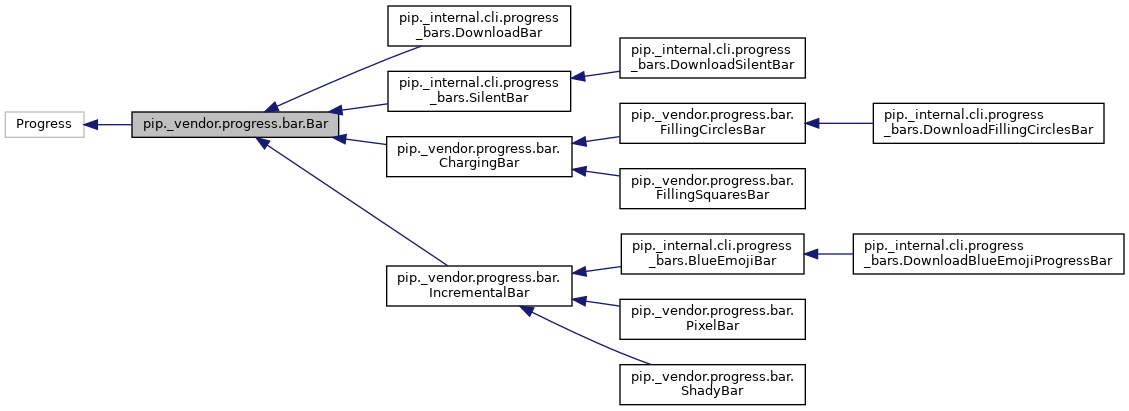 Progress
pip._vendor.progress.bar.Bar
pip._internal.cli.progress
_bars.DownloadBar
pip._internal.cli.progress
_bars.SilentBar
pip._vendor.progress.bar.
ChargingBar
pip._vendor.progress.bar.
IncrementalBar
pip._internal.cli.progress
_bars.DownloadSilentBar
pip._vendor.progress.bar.
FillingCirclesBar
pip._vendor.progress.bar.
FillingSquaresBar
pip._internal.cli.progress
_bars.BlueEmojiBar
pip._vendor.progress.bar.
PixelBar
pip._vendor.progress.bar.
ShadyBar
pip._internal.cli.progress
_bars.DownloadFillingCirclesBar
pip._internal.cli.progress
_bars.DownloadBlueEmojiProgressBar